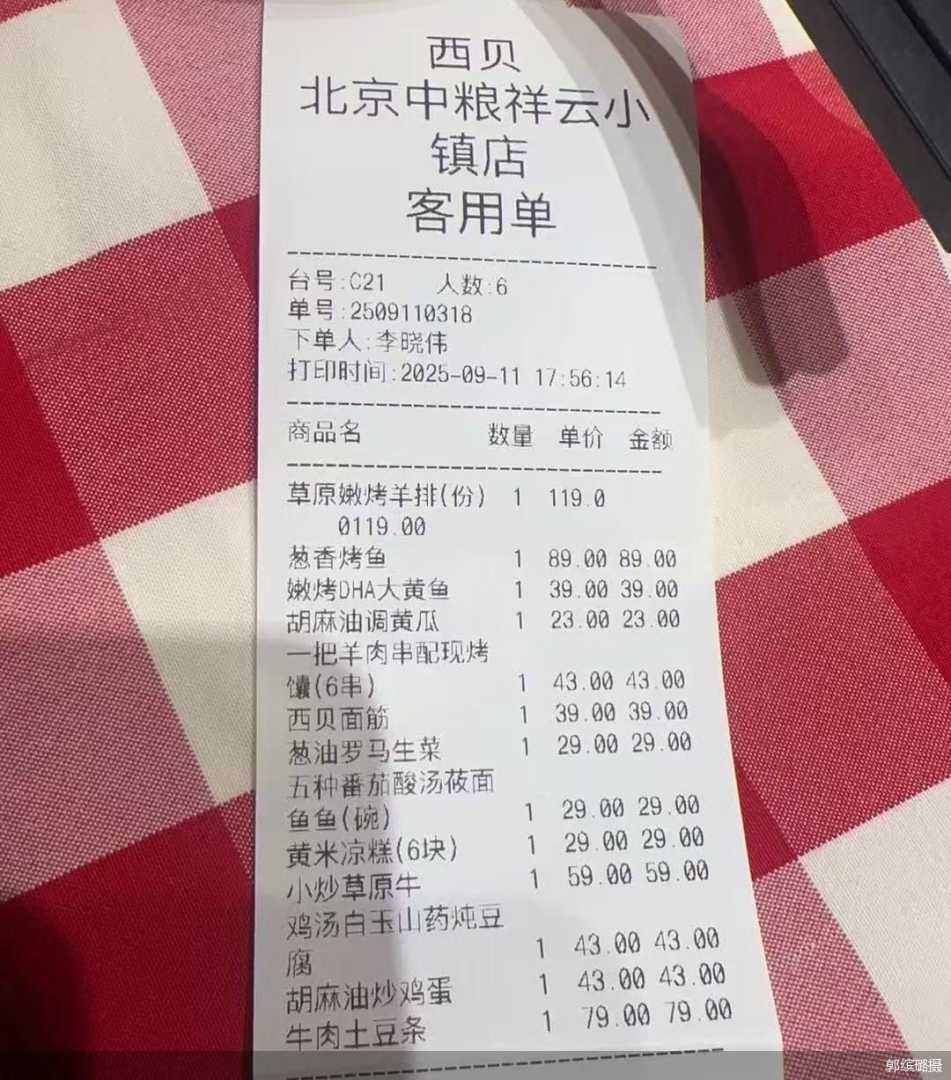 西贝
北京中粮祥云小
镇店
客用单
台号:C21 人数:6
单号:2509110318
下单人:李晓伟
打印时间:2025-09-11 17:56:14
商品名 数量 单价 金额
草原嫩烤羊排(份) 1 119.0
0119.00
葱香烤鱼 1 89.00 89.00
嫩烤DHA大黄鱼 1 39.00 39.00
胡麻油调黄瓜 1 23.00 23.00
一把羊肉串配现烤
馕(6串) 1 43.00 43.00
西贝面筋 1 39.00 39.00
葱油罗马生菜 1 29.00 29.00
五种番茄酸汤莜面
鱼鱼(碗) 1 29.00 29.00
黄米凉糕(6块) 1 29.00 29.00
小炒草原牛 1 59.00 59.00
鸡汤白玉山药炖豆
腐 1 43.00 43.00
胡麻油炒鸡蛋 1 43.00 43.00
牛肉土豆条 1 79.00 79.00
郭缤璐摄